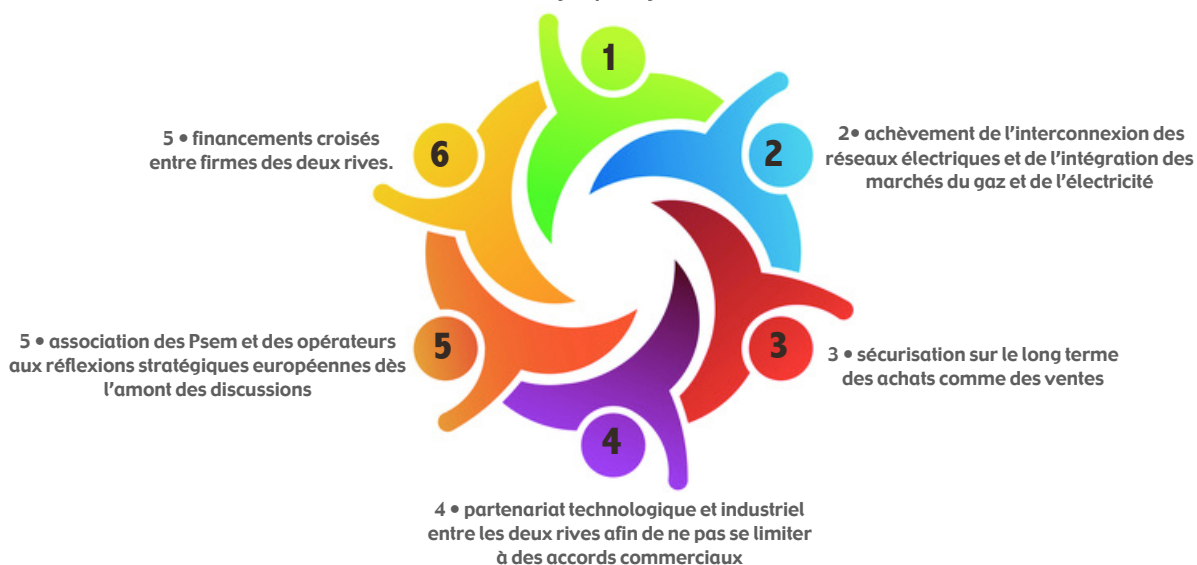 1
2
3
4
5
6
2• achèvement de l'interconnexion des
réseaux électriques et de l'intégration des
marchés du gaz et de l'électricité
3 • sécurisation sur le long terme
des achats comme des ventes
4 • partenariat technologique et industriel
entre les deux rives afin de ne pas se limiter
à des accords commerciaux
5 • association des Psem et des opérateurs
aux réflexions stratégiques européennes dès
l'amont des discussions
5 • financements croisés
entre firmes des deux rives.